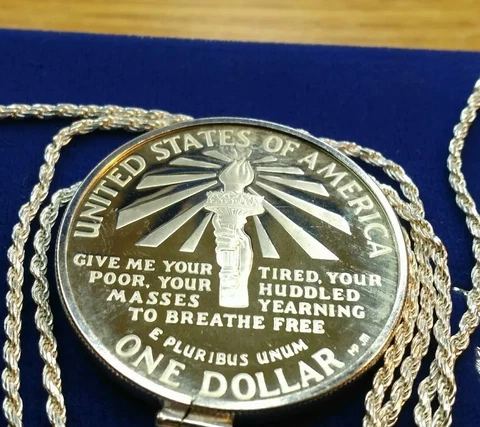 UNITED STATES OF AMERICA
GIVE ME YOUR TIRED, YOUR
POOR, YOUR HUDDLED
MASSES YEARNING
TO BREATHE FREE
E PLURIBUS UNUM
ONE DOLLAR